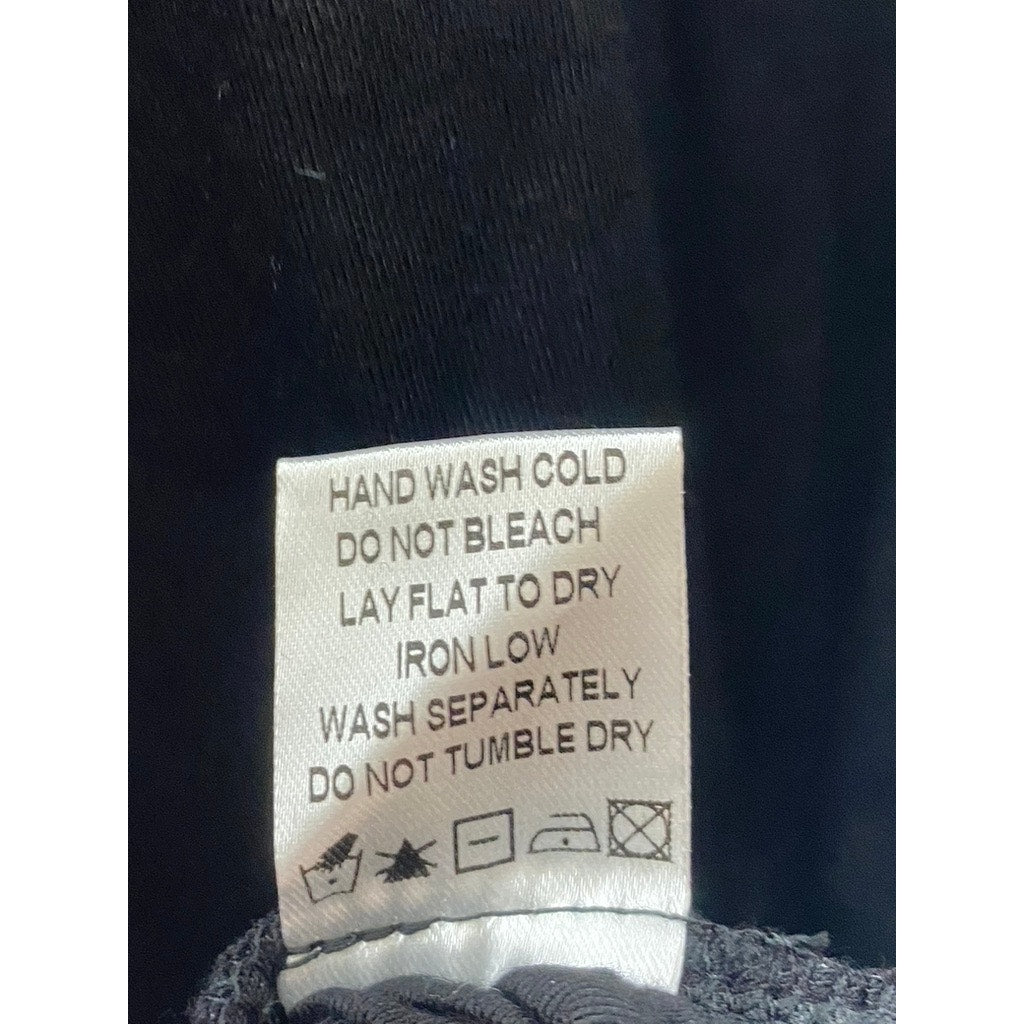 HAND WASH COLD
DO NOT BLEACH
LAY FLAT TO DRY
IRON LOW
WASH SEPARATELY
DO NOT TUMBLE DRY